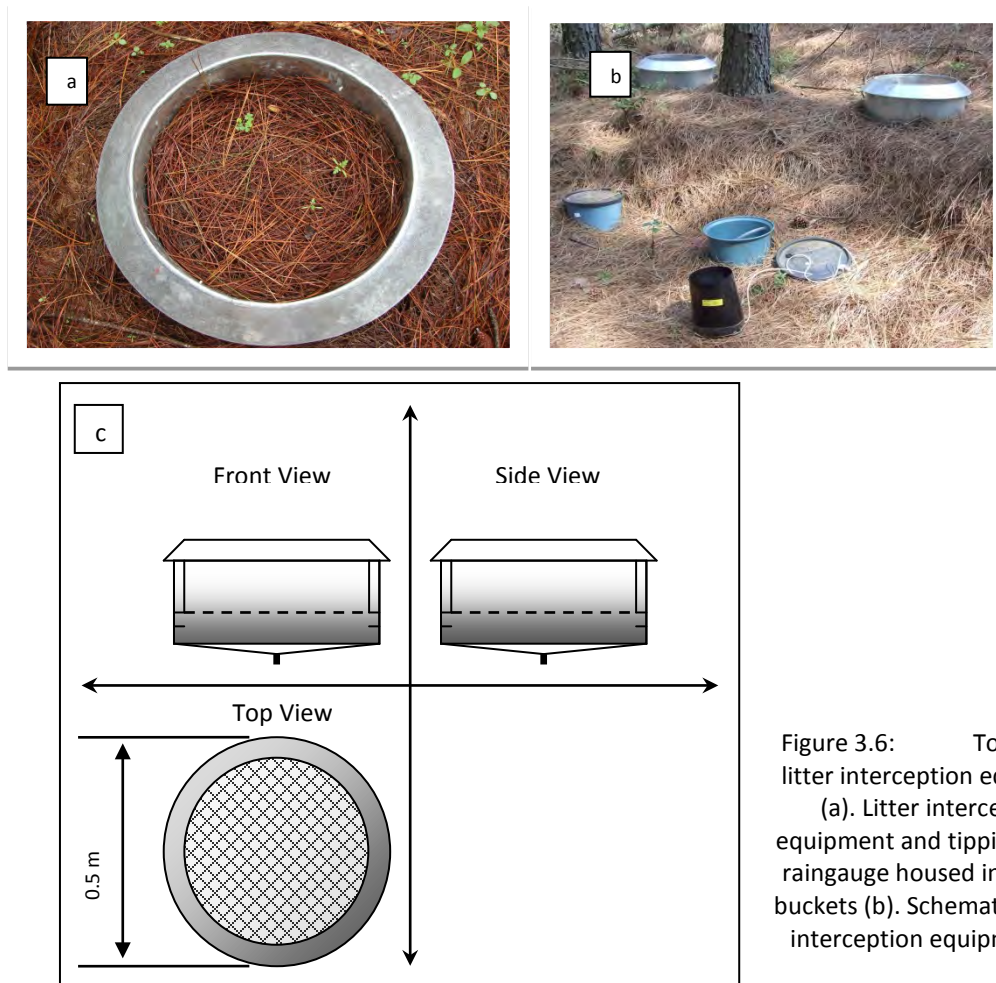 a
b
c
Front View
Side View
Top View
0.5 m
Figure 3.6:
litter interception
(a). Litter
equipment and
raingauge housed
buckets (b).
interception